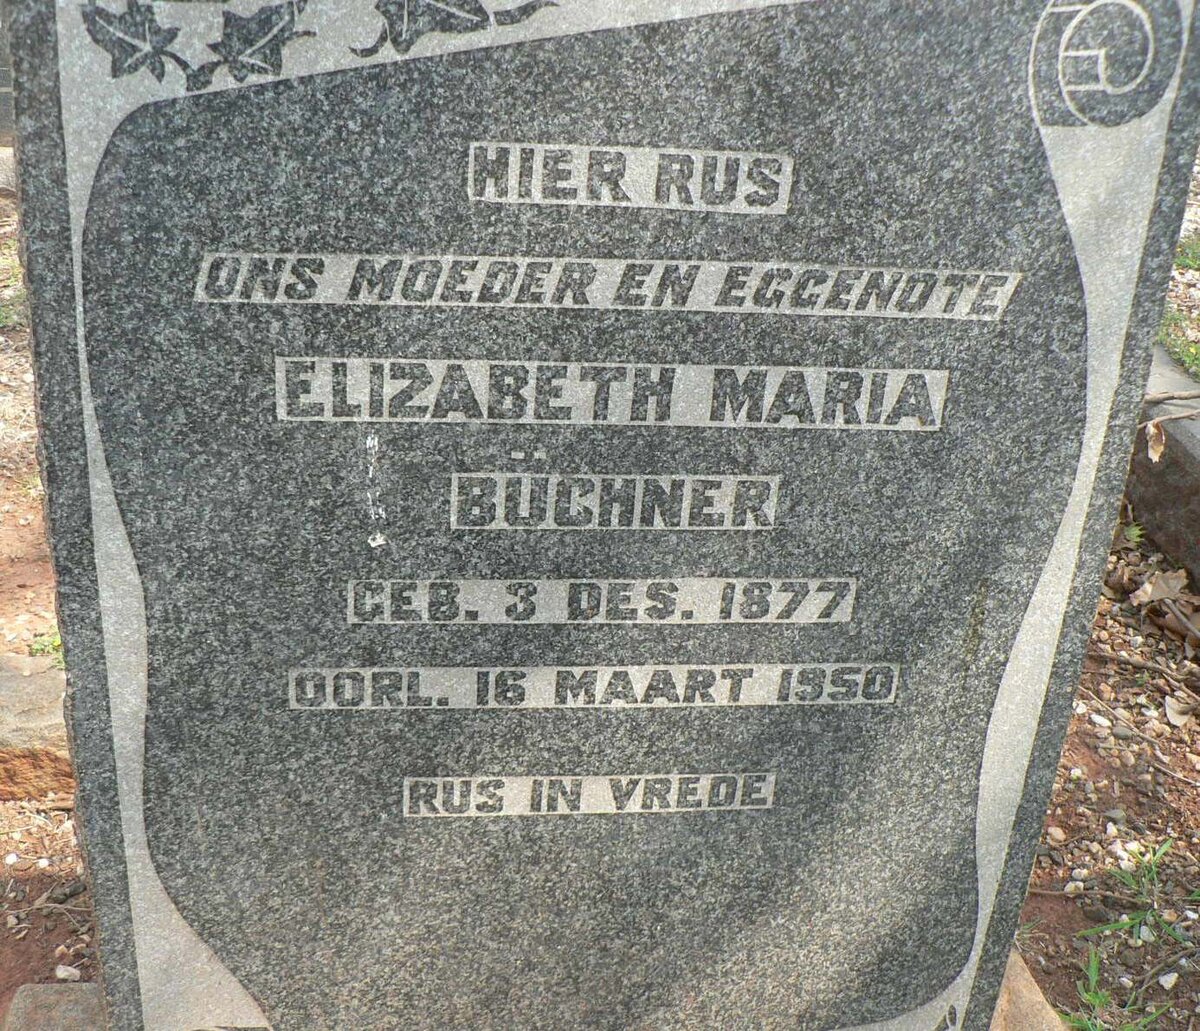 HIER RUS
ONS MOEDER EN EGGENOTE
ELIZABETH MARIA
BÜCHNER
GEB. 3 DES. 1877
OORL. 16 MAART 1950
RUS IN VREDE